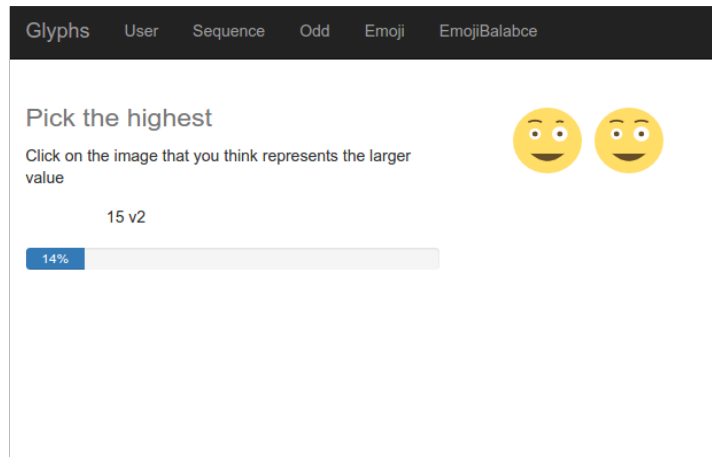 Glyphs User Sequence Odd Emoji EmojiBalabce
Pick the highest
Click on the image that you think represents the larger
value
15 v2
14%